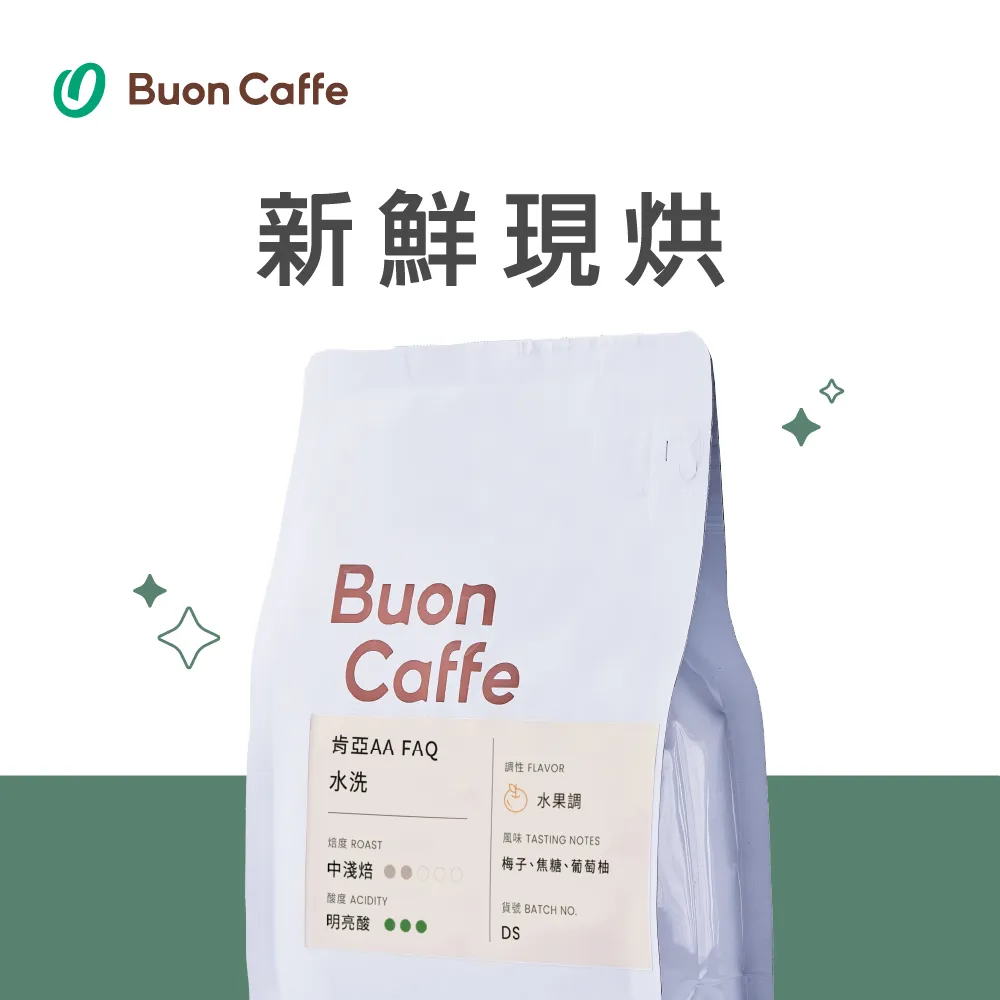 Buon Caffe
新鮮現烘
Buon
Caffe
肯亞AA FAQ
水洗
焙度 ROAST
中淺焙
酸度 ACIDITY
明亮酸
調性 FLAVOR
水果調
風味 TASTING NOTES
梅子、焦糖、葡萄柚
貨號 BATCH NO.
DS